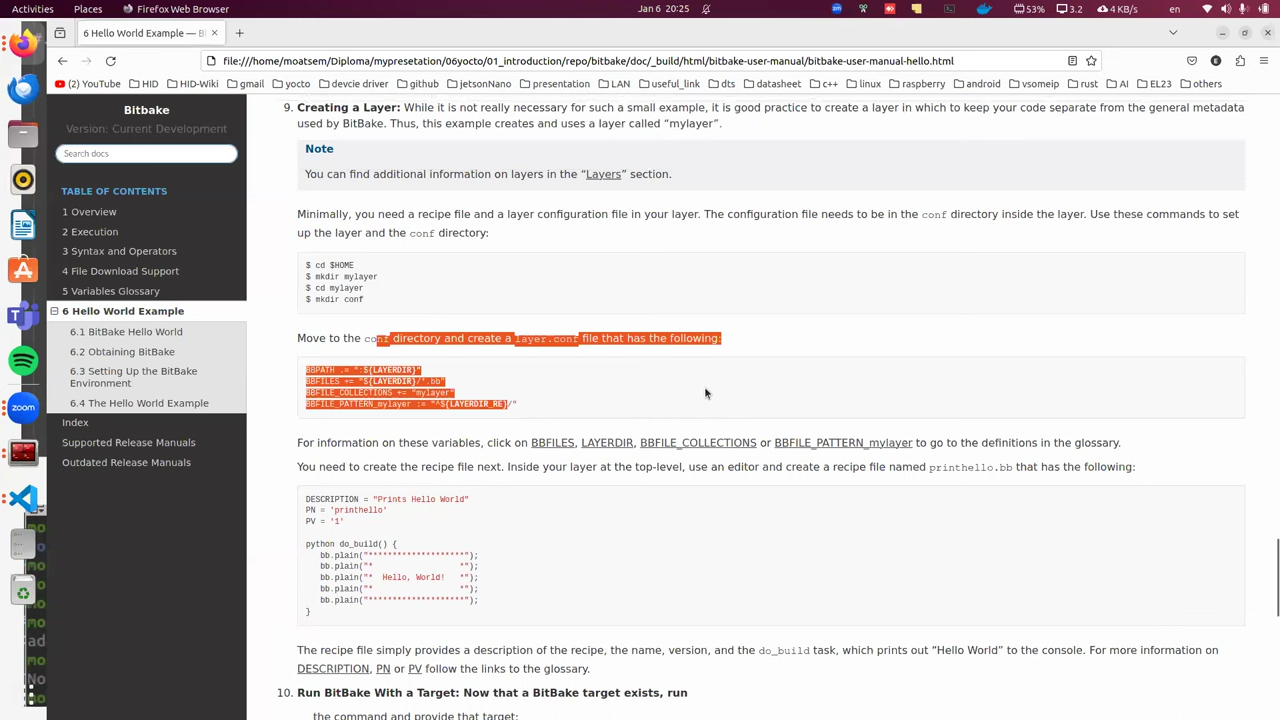 Activities Places Firefox Web Browser Jan 6 20:25 53% 3.2 4 KB/s en
6 Hello World Example — B
file:///home/moatsem/Diploma/mypresetation/06yocto/01_introduction/repo/bitbake/doc/_build/html/bitbake-user-manual/bitbake-user-manual-hello.html
(2) YouTube HID HID-Wiki gmail yocto devcie driver github jetsonNano presentation LAN useful_link dts datasheet c++ linux raspberry android vsomeip rust AI EL23 others
Bitbake
Version: Current Development
Search docs
TABLE OF CONTENTS
1 Overview
2 Execution
3 Syntax and Operators
4 File Download Support
5 Variables Glossary
6 Hello World Example
6.1 BitBake Hello World
6.2 Obtaining BitBake
6.3 Setting Up the BitBake
Environment
6.4 The Hello World Example
Index
Supported Release Manuals
Outdated Release Manuals
9. Creating a Layer: While it is not really necessary for such a small example, it is good practice to create a layer in which to keep your code separate from the general metadata
used by BitBake. Thus, this example creates and uses a layer called “mylayer”.
Note
You can find additional information on layers in the “Layers” section.
Minimally, you need a recipe file and a layer configuration file in your layer. The configuration file needs to be in the conf directory inside the layer. Use these commands to set
up the layer and the conf directory:
$ cd $HOME
$ mkdir mylayer
$ cd mylayer
$ mkdir conf
Move to the conf directory and create a layer.conf file that has the following:
BBPATH .= ":${LAYERDIR}"
BBFILES += "${LAYERDIR}/*.bb"
BBFILE_COLLECTIONS += "mylayer"
BBFILE_PATTERN_mylayer := "^${LAYERDIR_RE}/"
For information on these variables, click on BBFILES, LAYERDIR, BBFILE_COLLECTIONS or BBFILE_PATTERN_mylayer to go to the definitions in the glossary.
You need to create the recipe file next. Inside your layer at the top-level, use an editor and create a recipe file named printhello.bb that has the following:
DESCRIPTION = "Prints Hello World"
PN = 'printhello'
PV = '1'
python do_build() {
bb.plain("********************");
bb.plain("*                  *");
bb.plain("*  Hello, World!   *");
bb.plain("*                  *");
bb.plain("********************");
}
The recipe file simply provides a description of the recipe, the name, version, and the do_build task, which prints out “Hello World” to the console. For more information on
DESCRIPTION, PN or PV follow the links to the glossary.
10. Run BitBake With a Target: Now that a BitBake target exists, run
the command and provide that target:
zoom